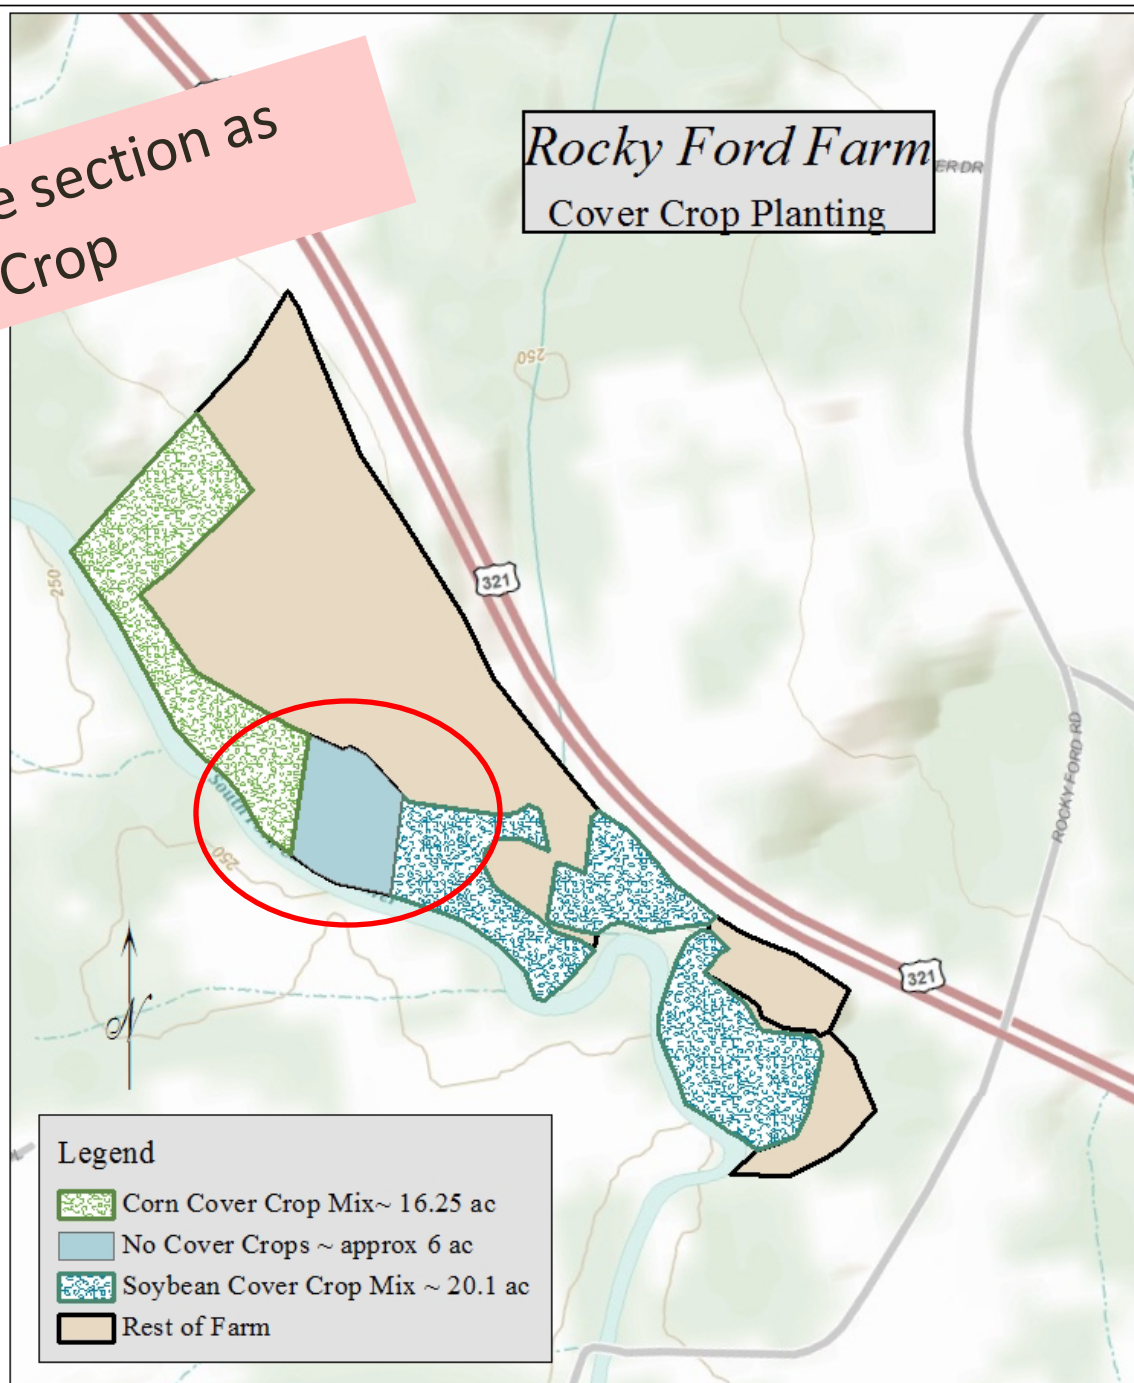 section as
Crop
Rocky Ford Farm
Cover Crop Planting
250
321
250
ROCKY FORD RD
250
321
N
Legend
Corn Cover Crop Mix~ 16.25 ac
No Cover Crops ~ approx 6 ac
Soybean Cover Crop Mix ~ 20.1 ac
Rest of Farm